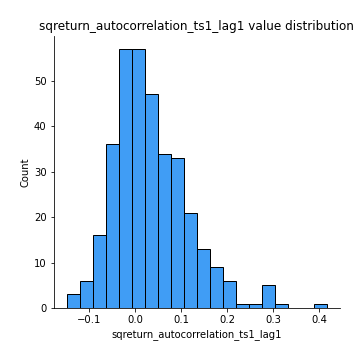 sqreturn_autocorrelation_ts1_lag1 value distribution
50
40
30
20
10
0
Count
−0.1 0.0 0.1 0.2 0.3 0.4
sqreturn_autocorrelation_ts1_lag1